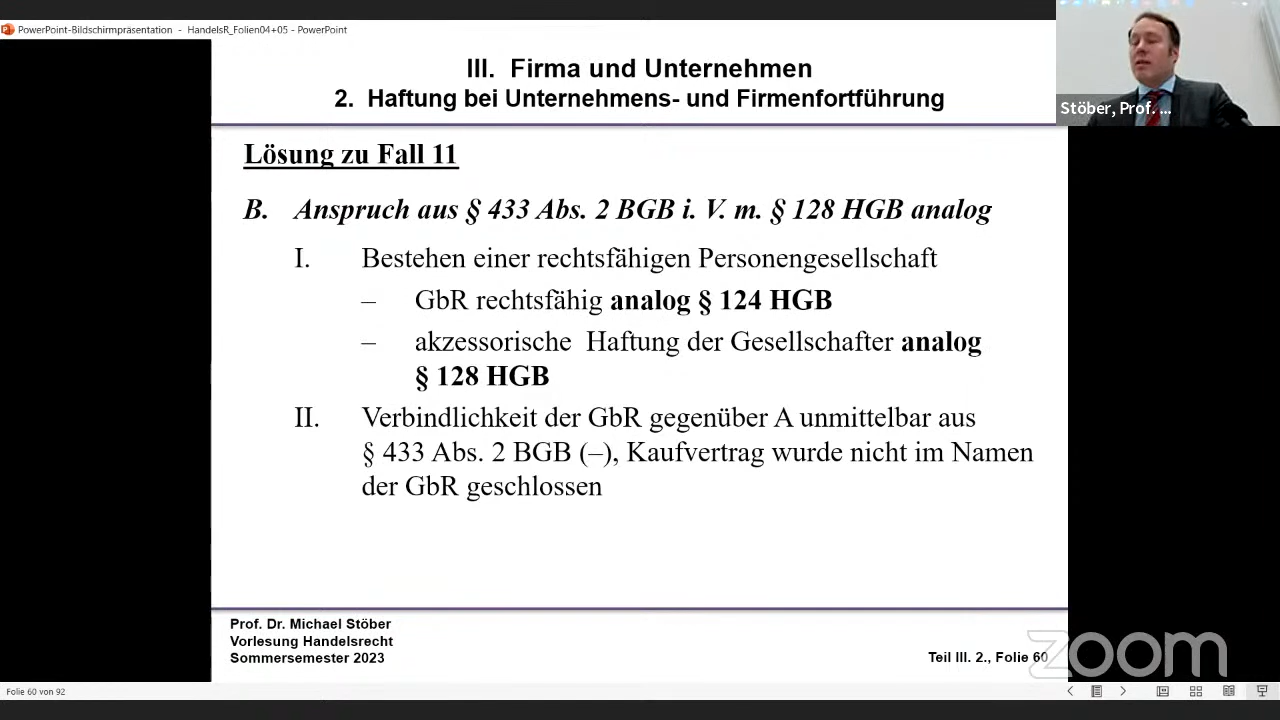 PowerPoint-Bildschirmpräsentation - HandelsR_Folien04+05 - PowerPoint
III. Firma und Unternehmen
2. Haftung bei Unternehmens- und Firmenfortführung
Stöber, Prof. ...
Lösung zu Fall 11
B. Anspruch aus § 433 Abs. 2 BGB i. V. m. § 128 HGB analog
I. Bestehen einer rechtsfähigen Personengesellschaft
– GbR rechtsfähig analog § 124 HGB
– akzessorische Haftung der Gesellschafter analog
§ 128 HGB
II. Verbindlichkeit der GbR gegenüber A unmittelbar aus
§ 433 Abs. 2 BGB (–), Kaufvertrag wurde nicht im Namen
der GbR geschlossen
Prof. Dr. Michael Stöber
Vorlesung Handelsrecht
Sommersemester 2023
Teil III. 2., Folie 60
zoom
Folie 60 von 92